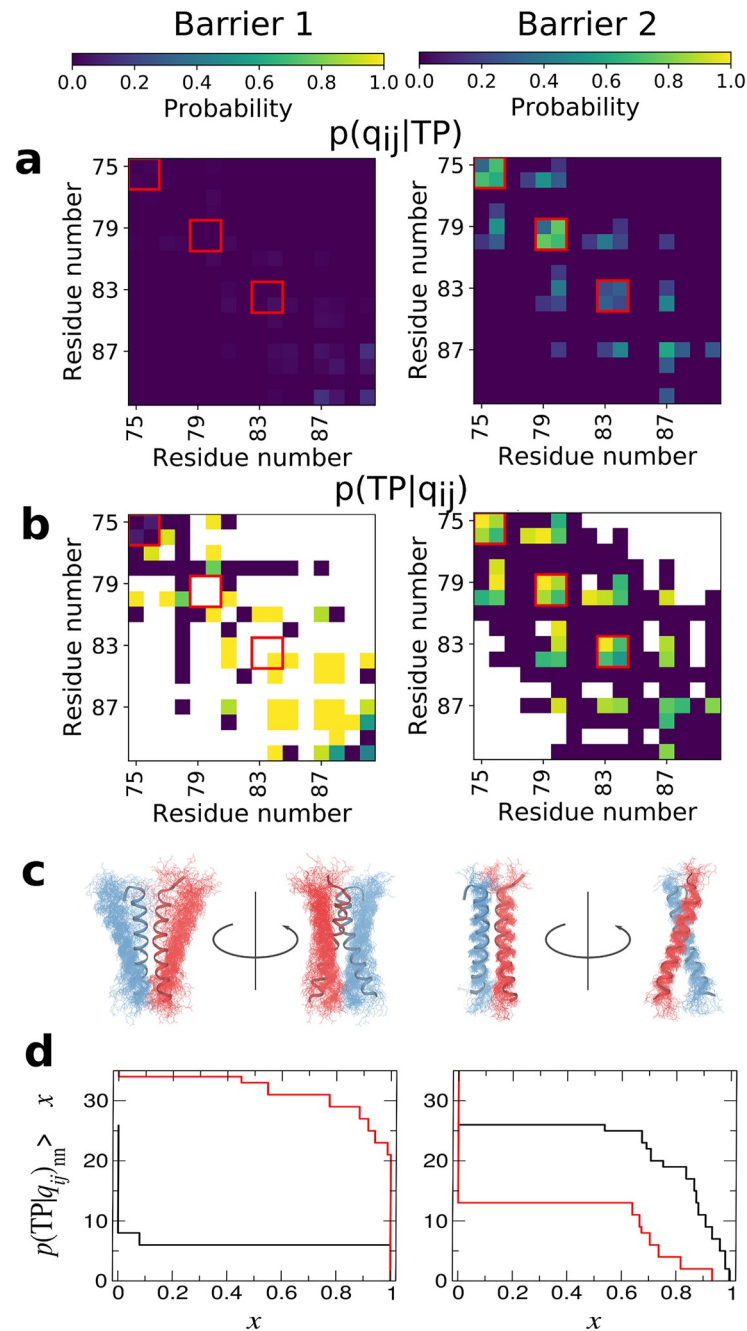 Barrier 1 Barrier 2
0.0 0.2 0.4 0.6 0.8 1.0 0.0 0.2 0.4 0.6 0.8 1.0
Probability Probability
p(qij|TP)
a
75 79 83 87
Residue number
75 79 83 87
Residue number
75 79 83 87
Residue number
75 79 83 87
Residue number
p(TP|qij)
b
75 79 83 87
Residue number
75 79 83 87
Residue number
75 79 83 87
Residue number
75 79 83 87
Residue number
c
d
p(TP|qij)nn> x
30
20
10
0
0 0.2 0.4 0.6 0.8 1
x
30
20
10
0
0 0.2 0.4 0.6 0.8 1
x